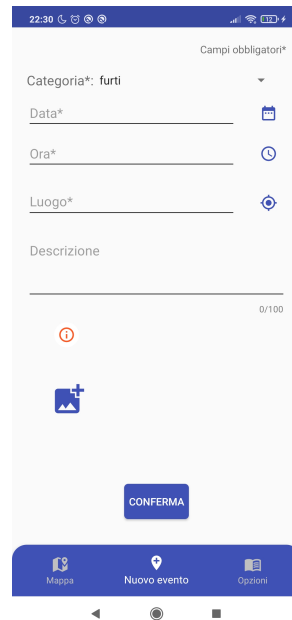 22:30
12
Campi obbligatori*
Categoria*: furti
Data*
Ora*
Luogo*
Descrizione
0/100
CONFERMA
Mappa
Nuovo evento
Opzioni